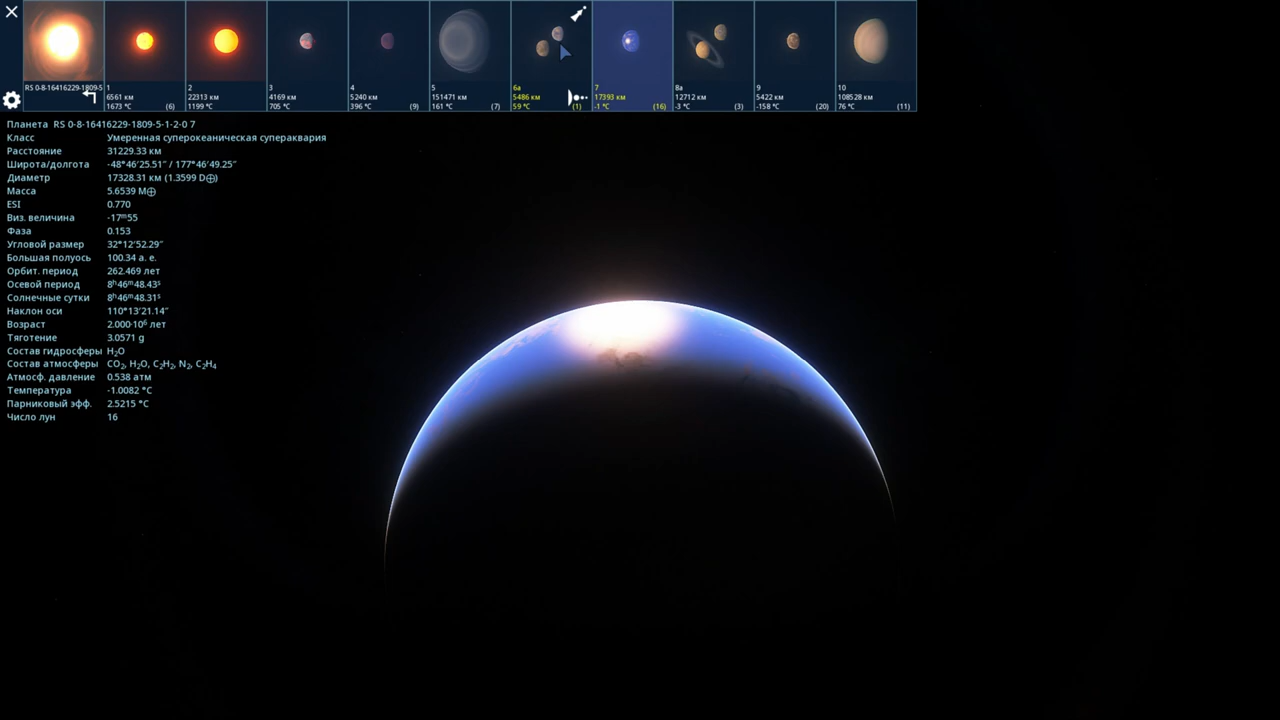 RS 0-8-16416229-1809-5
1
6561 км
1673 °C (6)
2
22313 км
1199 °C
3
4169 км
705 °C
4
5240 км
396 °C (9)
5
151471 км
161 °C (7)
6a
5486 км
59 °C (1)
7
17393 км
-1 °C (16)
8a
12712 км
-3 °C (3)
9
5422 км
-158 °C (20)
10
108528 км
76 °C (11)
Планета RS 0-8-16416229-1809-5-1-2-0 7
Класс Умеренная суперокеаническая супераквария
Расстояние 31229.33 км
Широта/долгота -48°46′25.51″ / 177°46′49.25″
Диаметр 17328.31 км (1.3599 D⊕)
Масса 5.6539 M⊕
ESI 0.770
Виз. величина -17ᵐ55
Фаза 0.153
Угловой размер 32°12′52.29″
Большая полуось 100.34 а. е.
Орбит. период 262.469 лет
Осевой период 8ʰ46ᵐ48.43ˢ
Солнечные сутки 8ʰ46ᵐ48.31ˢ
Наклон оси 110°13′21.14″
Возраст 2.000·10⁶ лет
Тяготение 3.0571 g
Состав гидросферы H₂O
Состав атмосферы CO₂, H₂O, C₂H₂, N₂, C₂H₄
Атмосф. давление 0.538 атм
Температура -1.0082 °C
Парниковый эфф. 2.5215 °C
Число лун 16